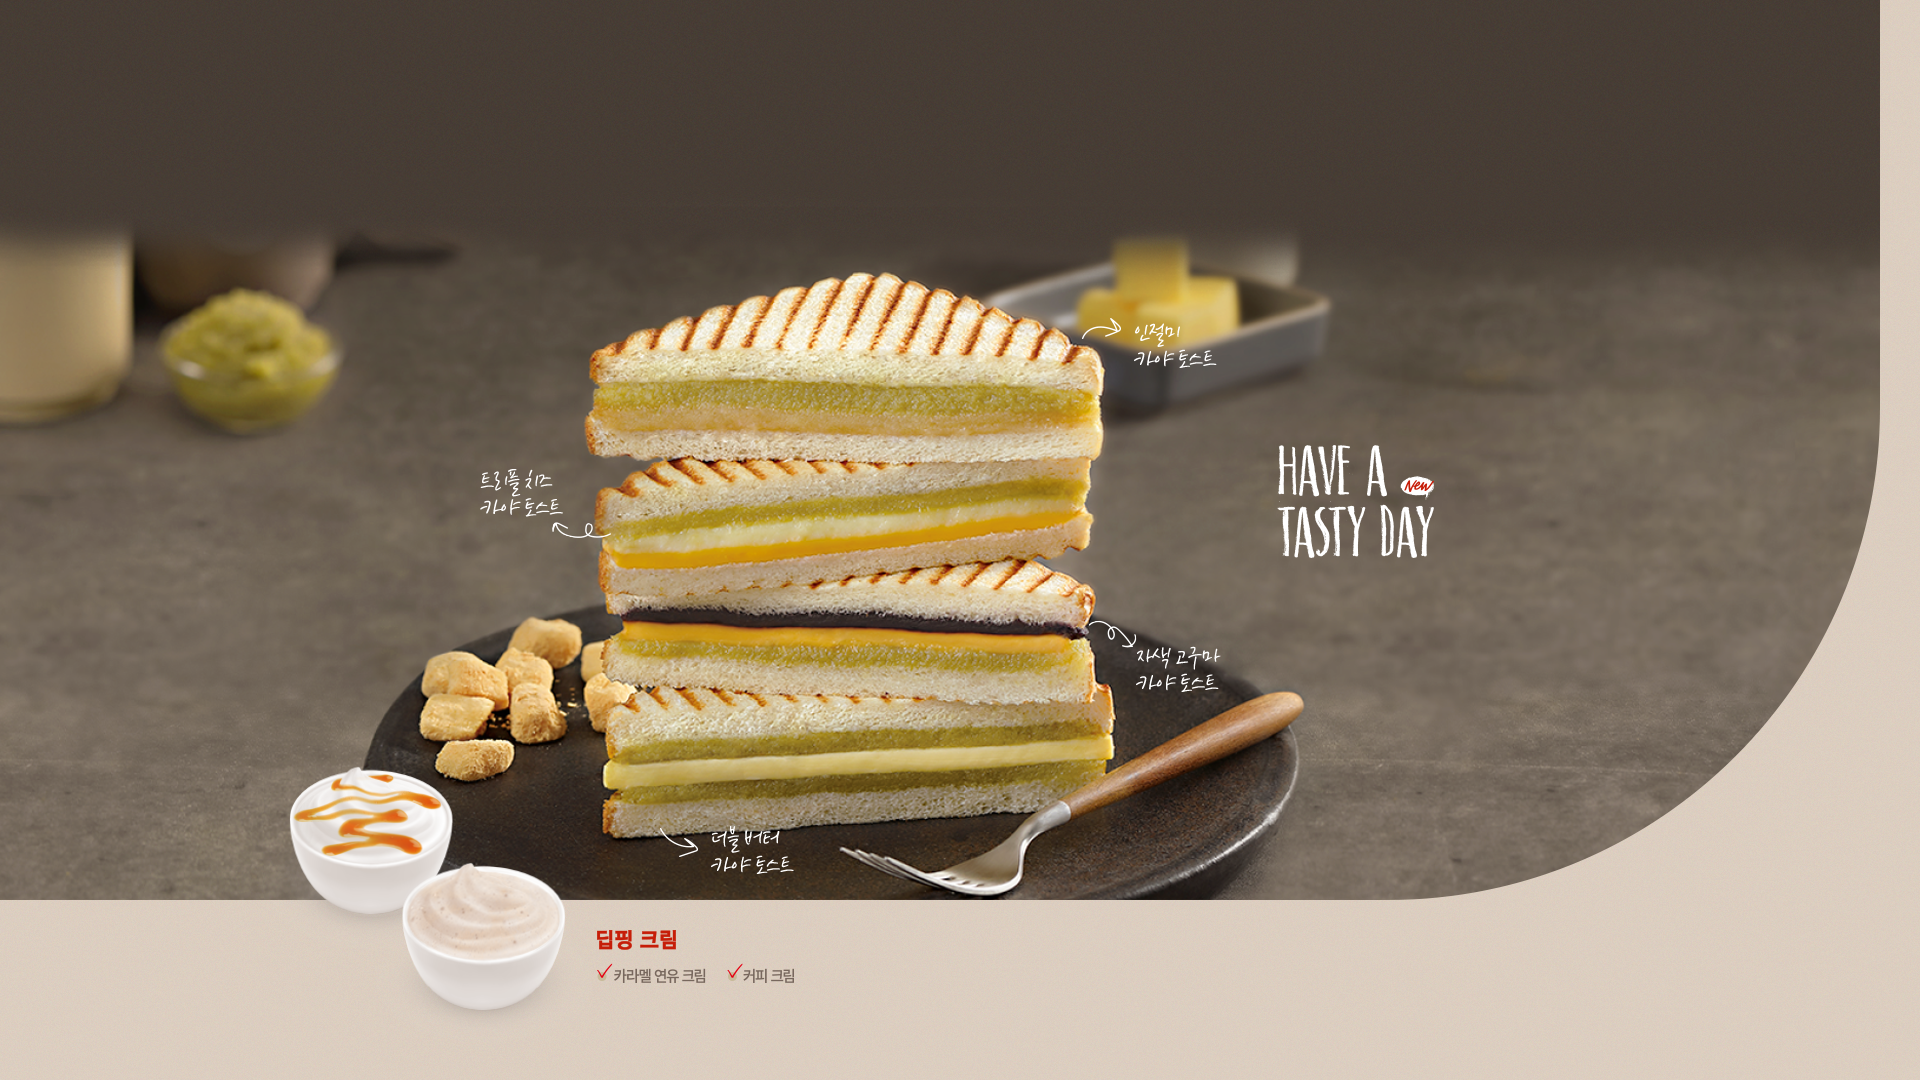 인절미
카야 토스트
트리플 치즈
카야 토스트
HAVE A New
TASTY DAY
자색 고구마
카야 토스트
더블 버터
카야 토스트
딥핑 크림
카라멜 연유 크림 커피 크림